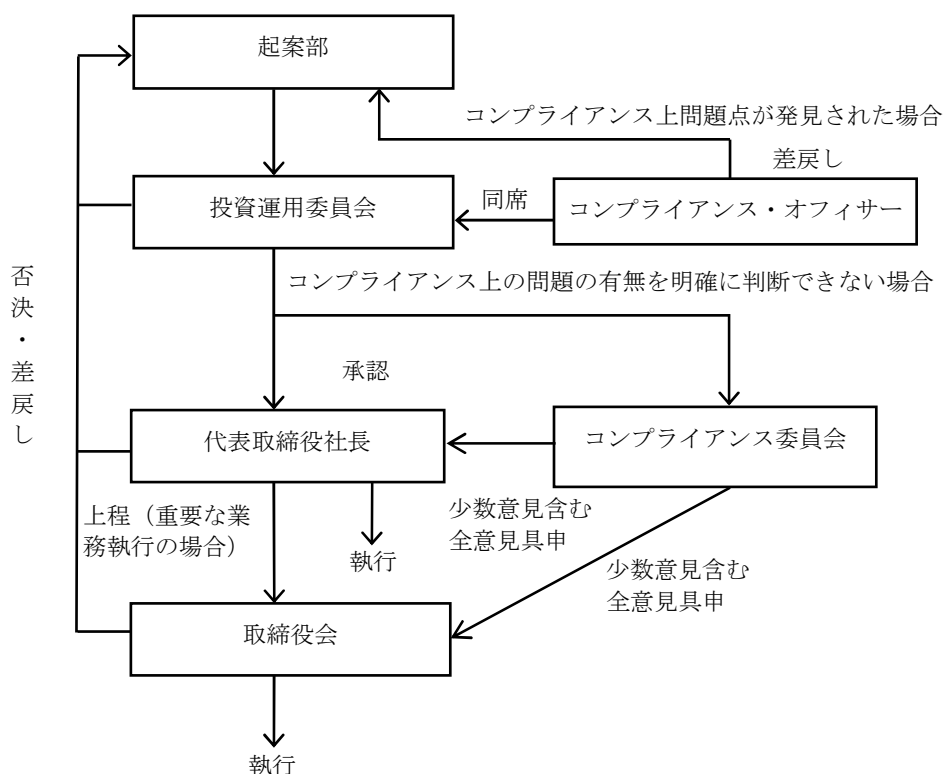 起案部
コンプライアンス上問題点が発見された場合
差戻し
投資運用委員会
同席
コンプライアンス・オフィサー
否決・差戻し
コンプライアンス上の問題の有無を明確に判断できない場合
承認
代表取締役社長
コンプライアンス委員会
上程（重要な業
務執行の場合）
執行
少数意見含む
全意見具申
少数意見含む
全意見具申
取締役会
執行